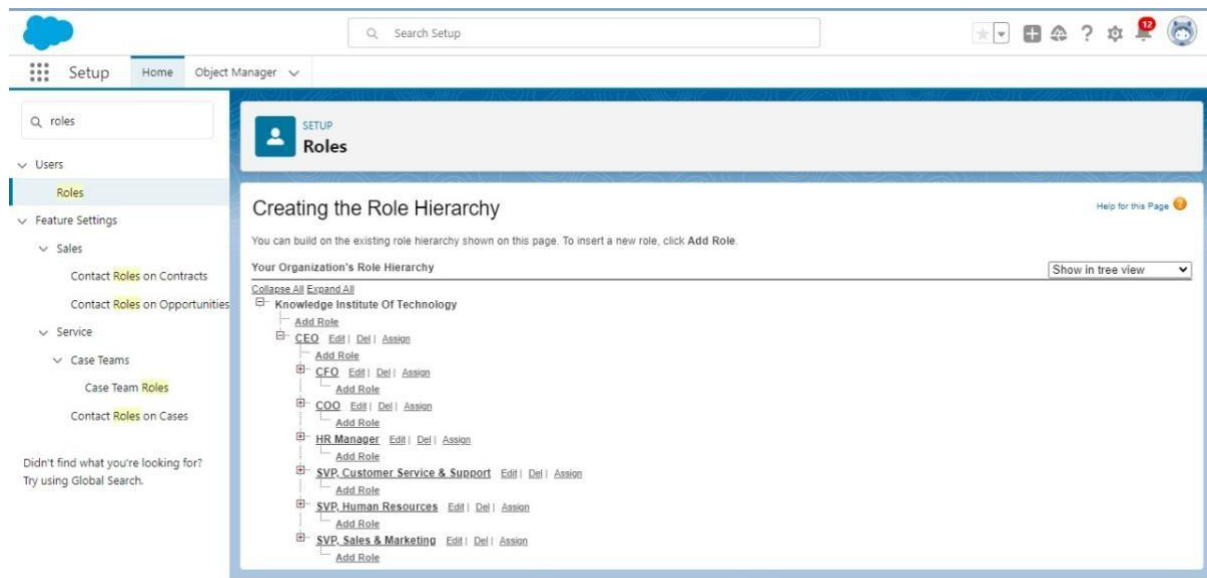 Search Setup
12
Setup Home Object Manager
roles
Users
Roles
Feature Settings
Sales
Contact Roles on Contracts
Contact Roles on Opportunities
Service
Case Teams
Case Team Roles
Contact Roles on Cases
Didn't find what you're looking for?
Try using Global Search.
SETUP
Roles
Creating the Role Hierarchy
Help for this Page
You can build on the existing role hierarchy shown on this page. To insert a new role, click Add Role.
Your Organization's Role Hierarchy
Show in tree view
Collapse All Expand All
Knowledge Institute Of Technology
Add Role
CEO Edit | Del | Assign
Add Role
CFO Edit | Del | Assign
Add Role
COO Edit | Del | Assign
Add Role
HR Manager Edit | Del | Assign
Add Role
SVP, Customer Service & Support Edit | Del | Assign
Add Role
SVP, Human Resources Edit | Del | Assign
Add Role
SVP, Sales & Marketing Edit | Del | Assign
Add Role